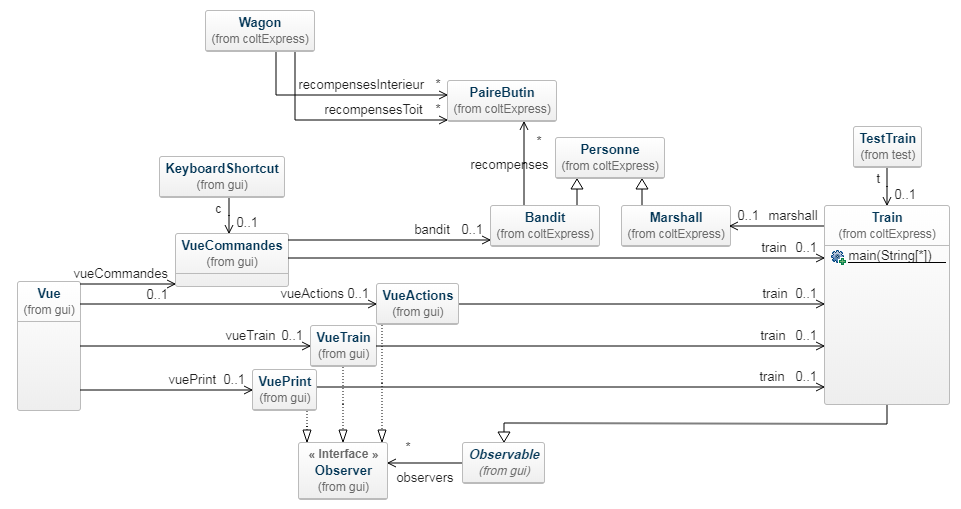 Wagon
(from coltExpress)
recompensesInterieur *
recompensesToit *
PaireButin
(from coltExpress)
*
recompenses
Personne
(from coltExpress)
TestTrain
(from test)
t
0..1
KeyboardShortcut
(from gui)
c
0..1
Bandit
(from coltExpress)
Marshall
(from coltExpress)
0..1 marshall
Train
(from coltExpress)
main(String[*])
VueCommandes
(from gui)
bandit 0..1
train 0..1
vueCommandes
0..1
Vue
(from gui)
vueActions 0..1
VueActions
(from gui)
train 0..1
vueTrain 0..1
VueTrain
(from gui)
train 0..1
vuePrint 0..1
VuePrint
(from gui)
train 0..1
« Interface »
Observer
(from gui)
*
observers
Observable
(from gui)